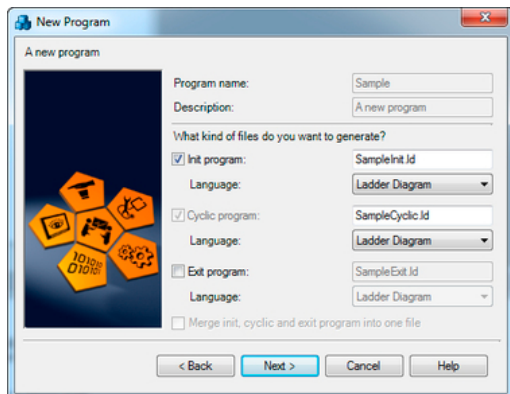 New Program
A new program
Program name: Sample
Description: A new program
What kind of files do you want to generate?
Init program: SampleInit.ld
Language: Ladder Diagram
Cyclic program: SampleCyclic.ld
Language: Ladder Diagram
Exit program: SampleExit.ld
Language: Ladder Diagram
Merge init, cyclic and exit program into one file
10101
01010
< Back Next > Cancel Help